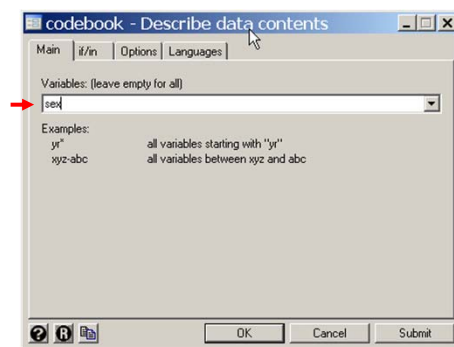 codebook - Describe data contents
Main if/in Options Languages
Variables: (leave empty for all)
sex
Examples:
yr* all variables starting with "yr"
xyz-abc all variables between xyz and abc
? R OK Cancel Submit